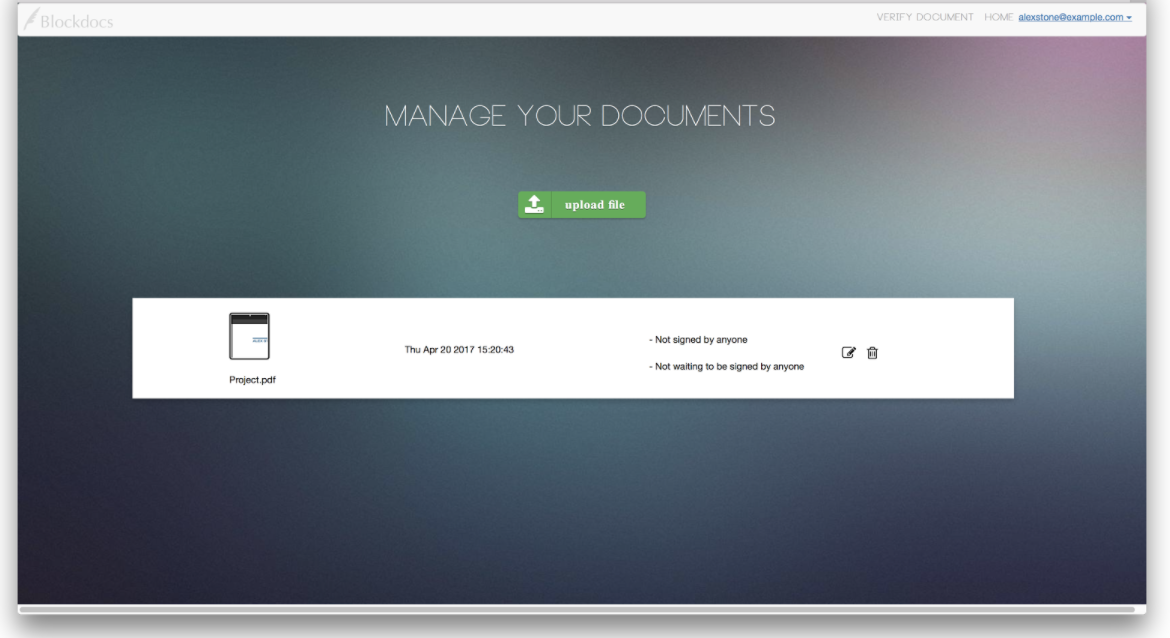 Blockdocs
VERIFY DOCUMENT HOME alexstone@example.com
MANAGE YOUR DOCUMENTS
upload file
Project.pdf
Thu Apr 20 2017 15:20:43
- Not signed by anyone
- Not waiting to be signed by anyone